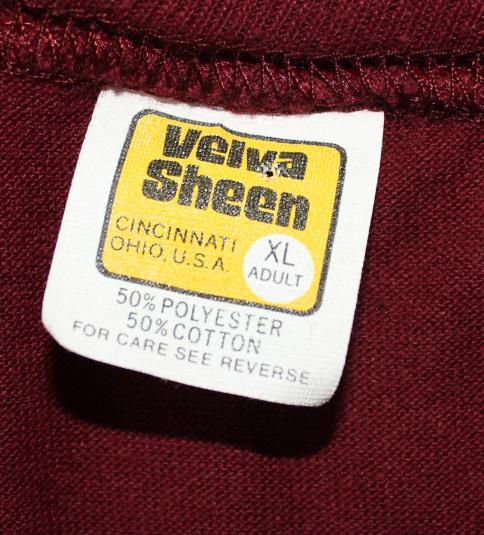 Velva
Sheen
CINCINNATI
OHIO, U.S.A.
XL
ADULT
50% POLYESTER
50% COTTON
FOR CARE SEE REVERSE